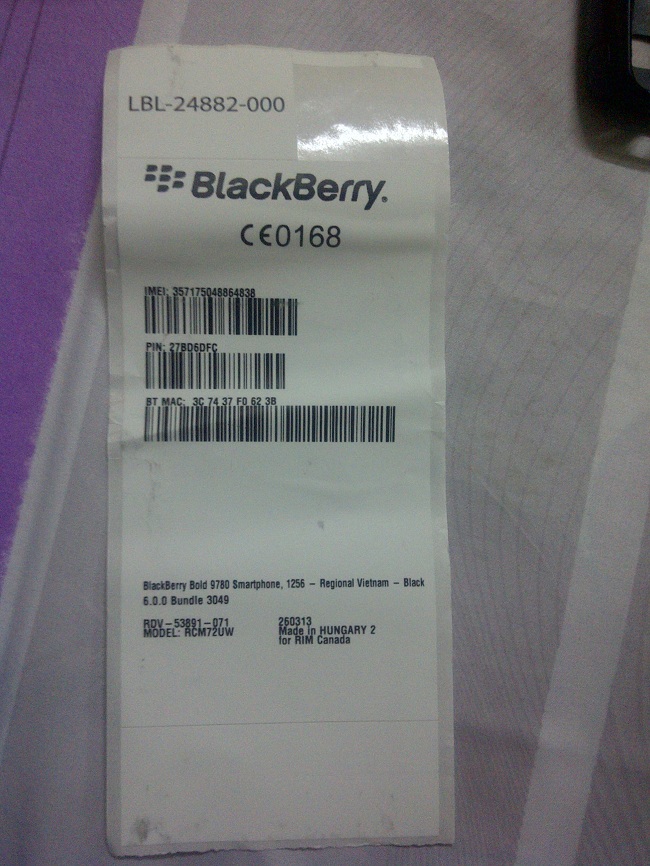 LBL-24882-000
BlackBerry®
CE0168
IMEI: 357175048864838
PIN: 27BD6DFC
BT MAC: 3C 74 37 F0 62 3B
BlackBerry Bold 9780 Smartphone, 1256 – Regional Vietnam – Black
6.0.0 Bundle 3049
RDV–53891–071
MODEL: RCM72UW
260313
Made in HUNGARY 2
for RIM Canada